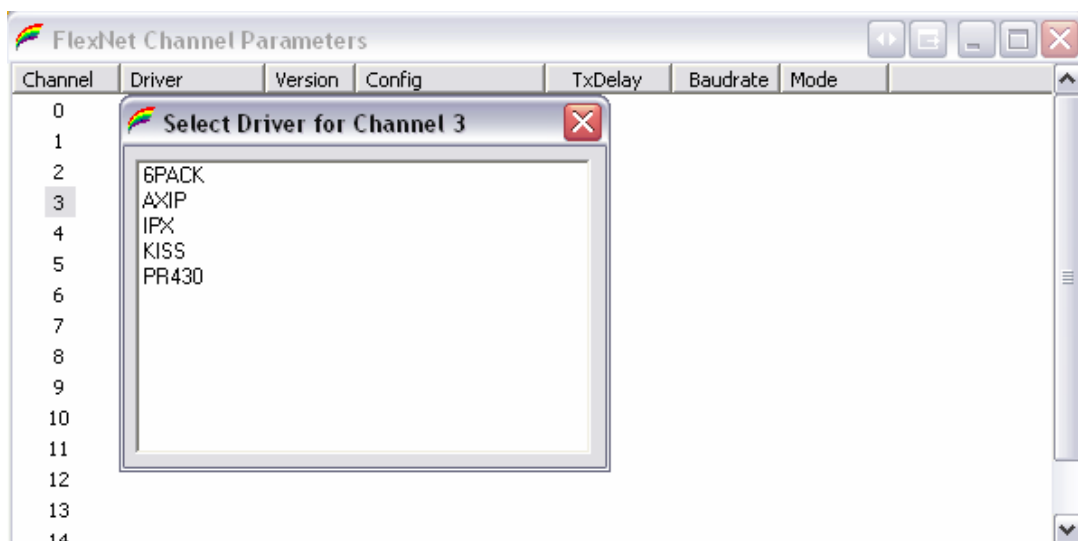 FlexNet Channel Parameters
Channel Driver Version Config TxDelay Baudrate Mode
0
Select Driver for Channel 3
1
2
6PACK
3
AXIP
IPX
4
KISS
5
PR430
6
7
8
9
10
11
12
13
14